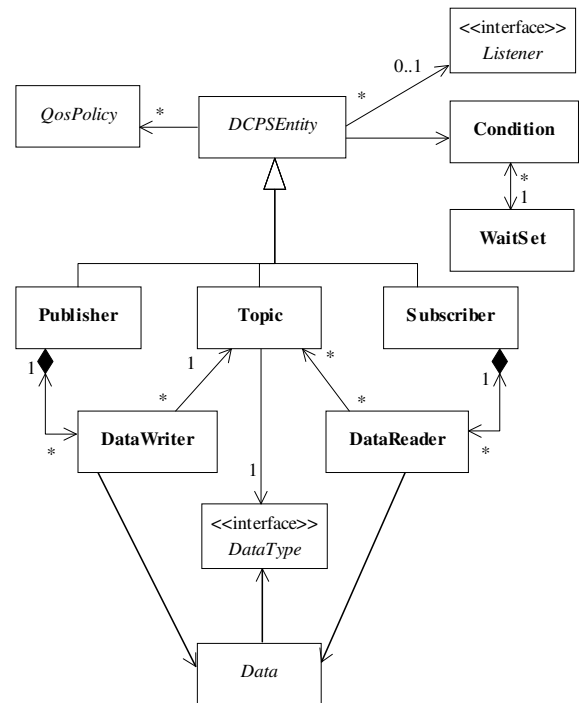 <<interface>>
Listener
0..1
*
QosPolicy
*
DCPSEntity
Condition
*
1
WaitSet
Publisher
Topic
Subscriber
1
1
*
1
*
*
*
*
DataWriter
DataReader
1
<<interface>>
DataType
Data